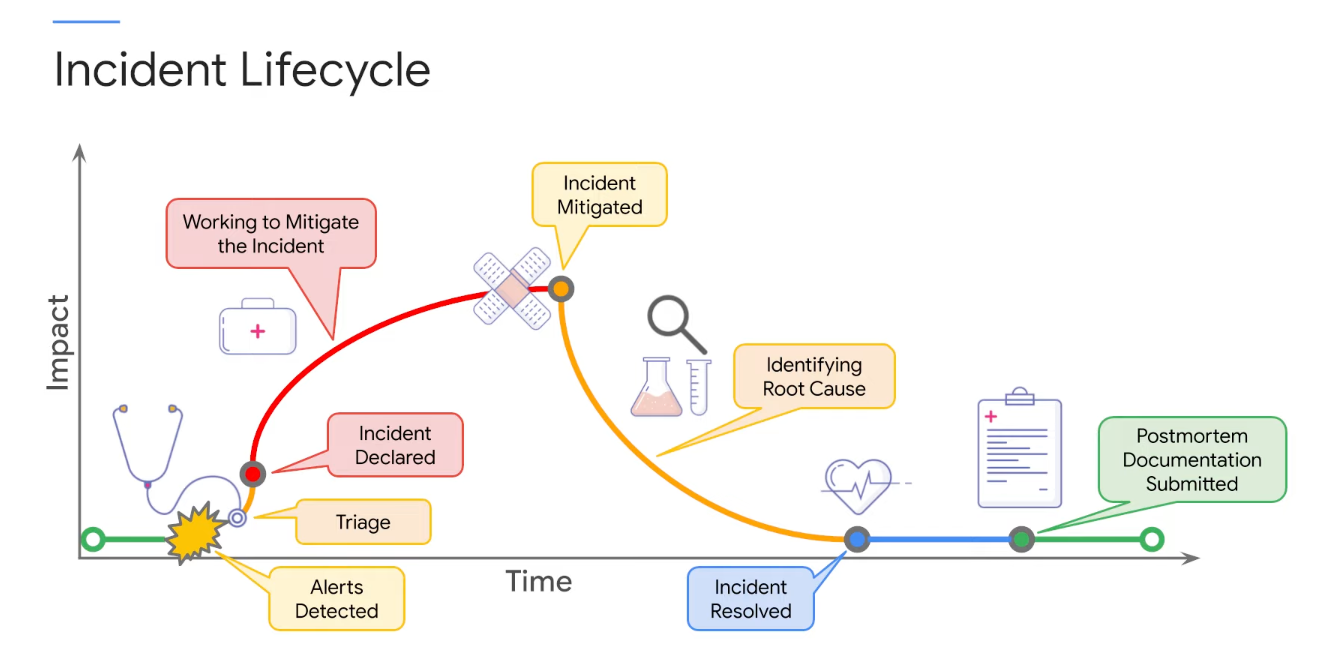 Incident Lifecycle
Incident
Mitigated
Working to Mitigate
the Incident
Impact
Identifying
Root Cause
Incident
Declared
Postmortem
Documentation
Submitted
Triage
Alerts
Detected
Time
Incident
Resolved